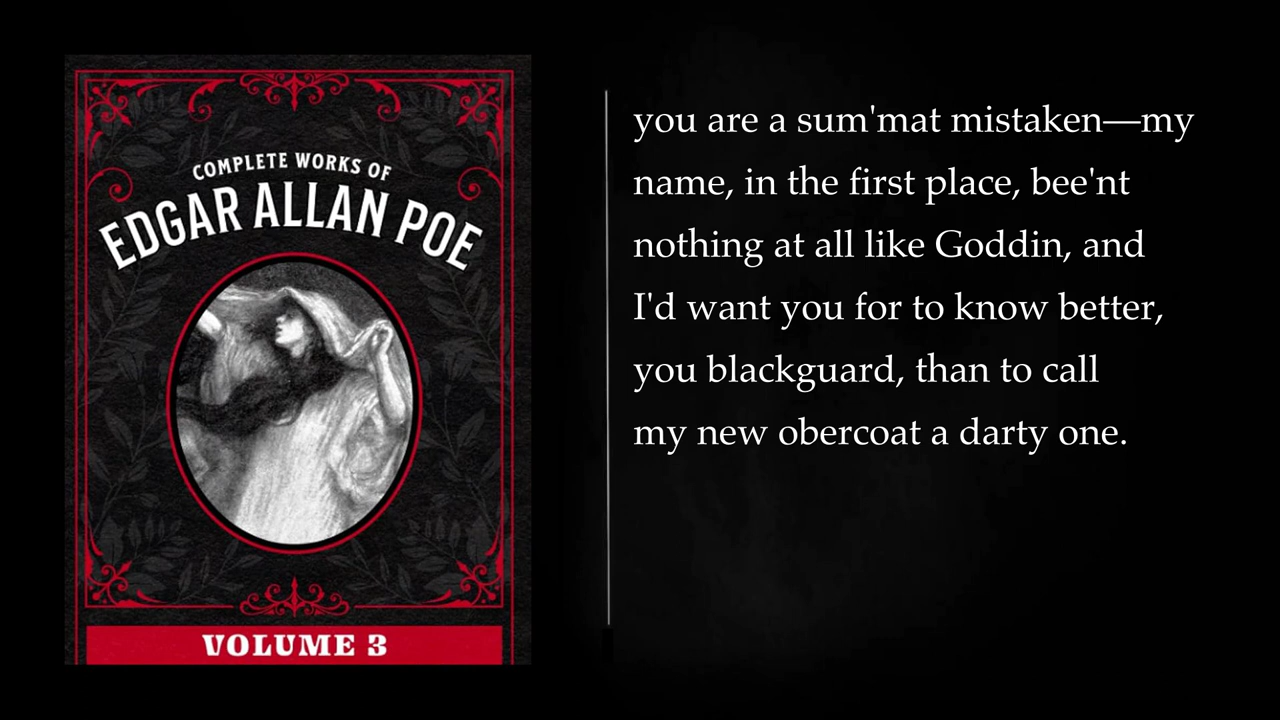 COMPLETE WORKS OF
EDGAR ALLAN POE
VOLUME 3
you are a sum'mat mistaken—my
name, in the first place, bee'nt
nothing at all like Goddin, and
I'd want you for to know better,
you blackguard, than to call
my new obercoat a darty one.